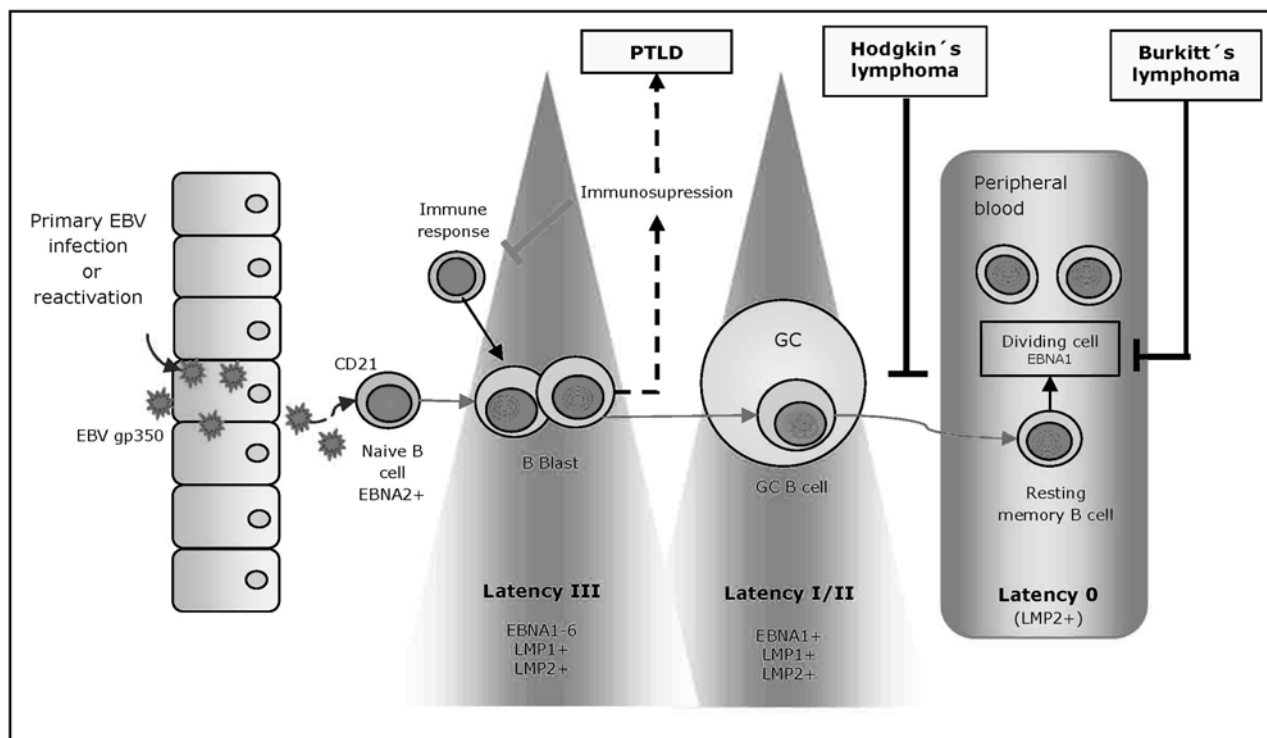 PTLD
Hodgkin´s
lymphoma
Burkitt´s
lymphoma
Primary EBV
infection
or
reactivation
EBV gp350
CD21
Naive B
cell
EBNA2+
Immune
response
Immunosupression
B Blast
Latency III
EBNA1-6
LMP1+
LMP2+
GC
GC B cell
Latency I/II
EBNA1+
LMP1+
LMP2+
Peripheral
blood
Dividing cell
EBNA1
Resting
memory B cell
Latency 0
(LMP2+)